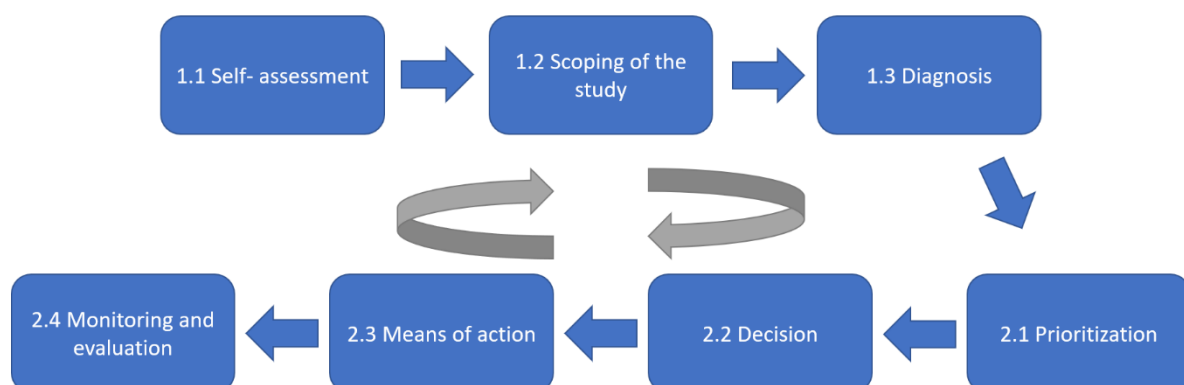 1.1 Self- assessment
1.2 Scoping of the
study
1.3 Diagnosis
2.4 Monitoring and
evaluation
2.3 Means of action
2.2 Decision
2.1 Prioritization